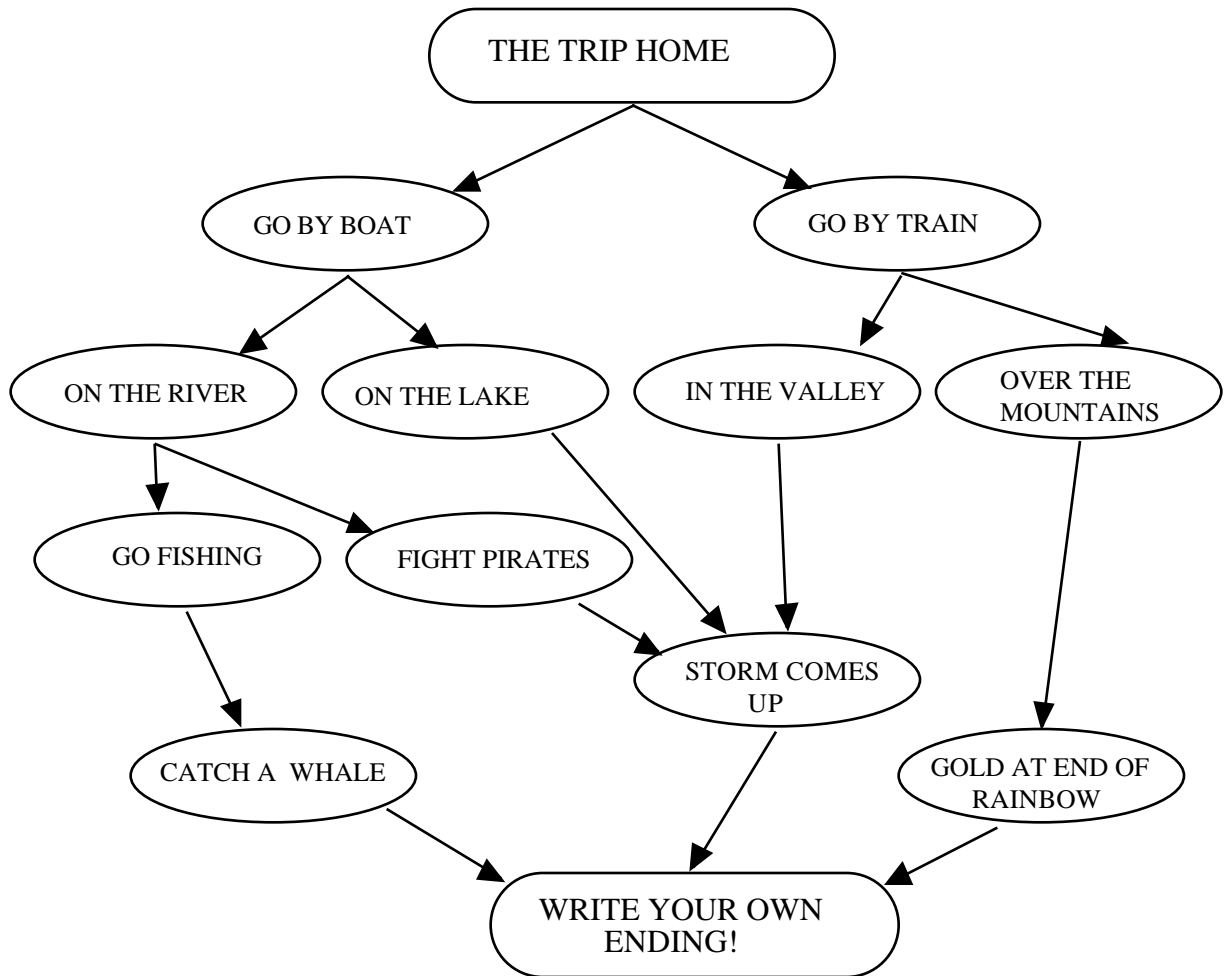 THE TRIP HOME
GO BY BOAT
GO BY TRAIN
ON THE RIVER
ON THE LAKE
IN THE VALLEY
OVER THE
MOUNTAINS
GO FISHING
FIGHT PIRATES
STORM COMES
UP
CATCH A  WHALE
GOLD AT END OF
RAINBOW
WRITE YOUR OWN
ENDING!